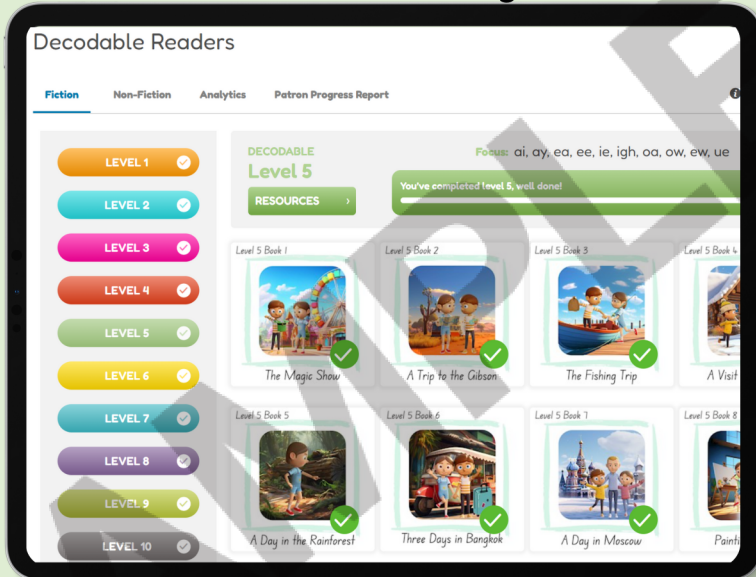 Decodable Readers
Fiction Non-Fiction Analytics Patron Progress Report
LEVEL 1
LEVEL 2
LEVEL 3
LEVEL 4
LEVEL 5
LEVEL 6
LEVEL 7
LEVEL 8
LEVEL 9
LEVEL 10
DECODABLE
Level 5
RESOURCES
Focus: ai, ay, ea, ee, ie, igh, oa, ow, ew, ue
You've completed level 5, well done!
Level 5 Book 1 Level 5 Book 2 Level 5 Book 3 Level 5 Book 4
The Magic Show A Trip to the Gibson The Fishing Trip A Visit
Level 5 Book 5 Level 5 Book 6 Level 5 Book 7 Level 5 Book 8
A Day in the Rainforest Three Days in Bangkok A Day in Moscow